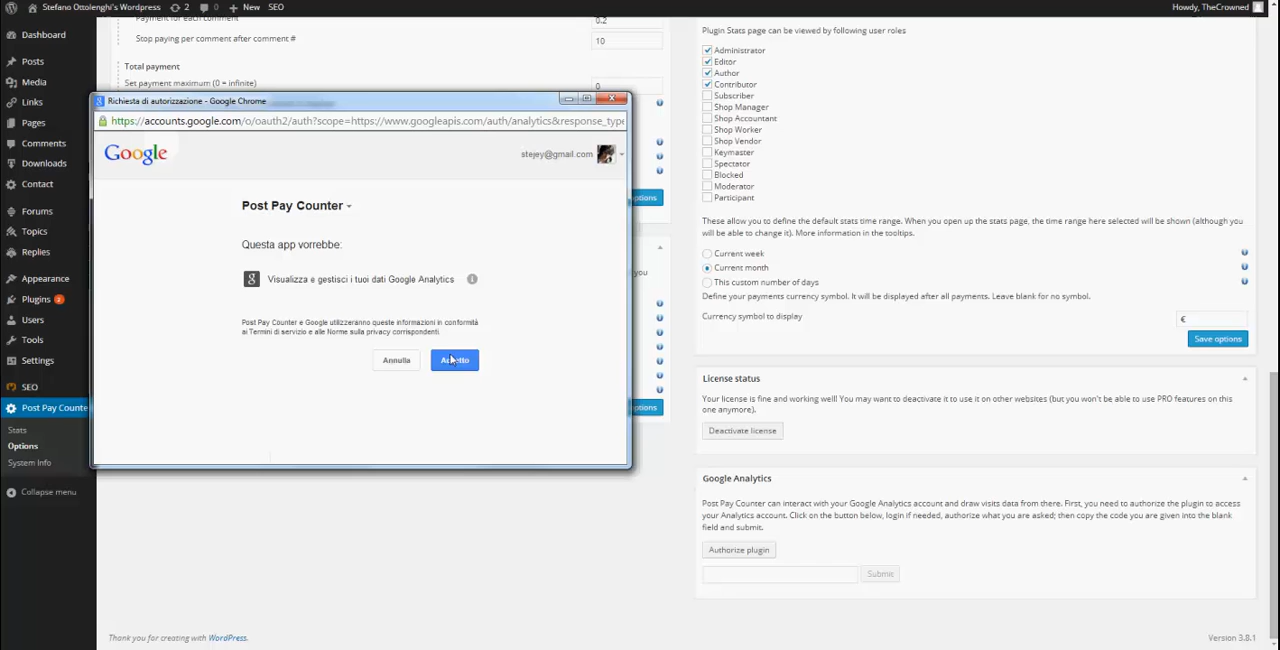 Stefano Ottolenghi's Wordpress 2 0 New SEO
Howdy, TheCrowned
Dashboard
Posts
Media
Links
Pages
Comments
Downloads
Contact
Forums
Topics
Replies
Appearance
Plugins
Users
Tools
Settings
SEO
Post Pay Counte
Stats
Options
System Info
Collapse menu
Payment for each comment 0.2
Stop paying per comment after comment # 10
Total payment
Set payment maximum (0 = infinite) 0
Richiesta di autorizzazione - Google Chrome
https://accounts.google.com/o/oauth2/auth?scope=https://www.googleapis.com/auth/analytics&response_type
Google
stejey@gmail.com
Post Pay Counter
Questa app vorrebbe:
g Visualizza e gestisci i tuoi dati Google Analytics
Post Pay Counter e Google utilizzeranno queste informazioni in conformità
ai Termini di servizio e alle Norme sulla privacy corrispondenti.
Annulla
Accetto
options
you
options
Plugin Stats page can be viewed by following user roles
Administrator
Editor
Author
Contributor
Subscriber
Shop Manager
Shop Accountant
Shop Worker
Shop Vendor
Keymaster
Spectator
Blocked
Moderator
Participant
These allow you to define the default stats time range. When you open up the stats page, the time range here selected will be shown (although you
will be able to change it). More information in the tooltips.
Current week
Current month
This custom number of days
Define your payments currency symbol. It will be displayed after all payments. Leave blank for no symbol.
Currency symbol to display €
Save options
License status
Your license is fine and working well! You may want to deactivate it to use it on other websites (but you won't be able to use PRO features on this
one anymore).
Deactivate license
Google Analytics
Post Pay Counter can interact with your Google Analytics account and draw visits data from there. First, you need to authorize the plugin to access
your Analytics account. Click on the button below, login if needed, authorize what you are asked; then copy the code you are given into the blank
field and submit.
Authorize plugin
Submit
Thank you for creating with WordPress.
Version 3.8.1